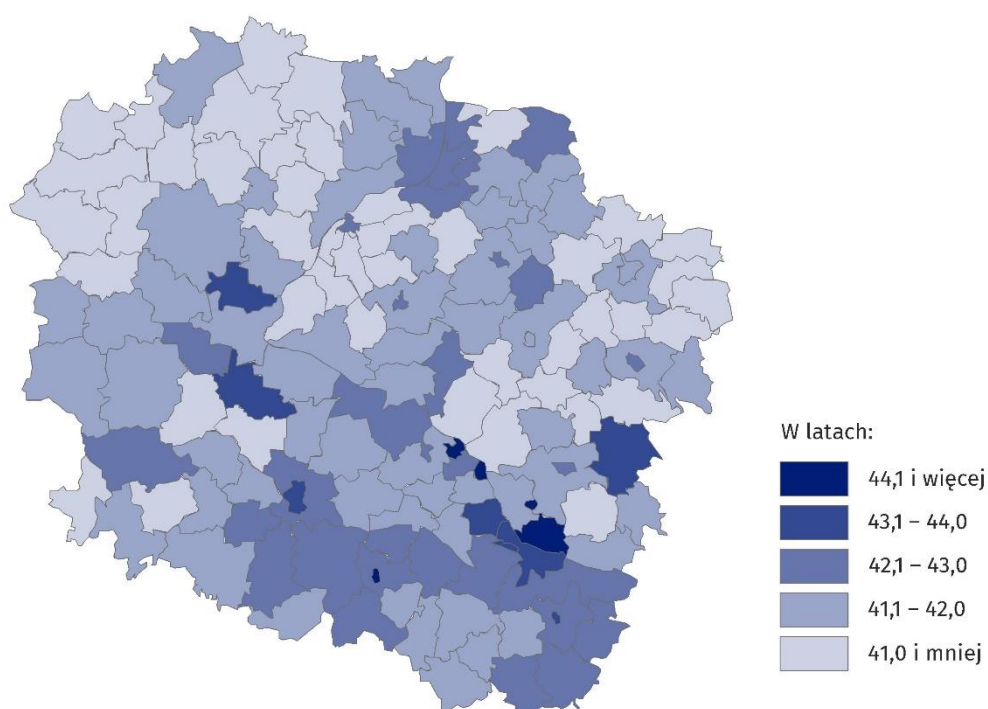 W latach:
44,1 i więcej
43,1 – 44,0
42,1 – 43,0
41,1 – 42,0
41,0 i mniej